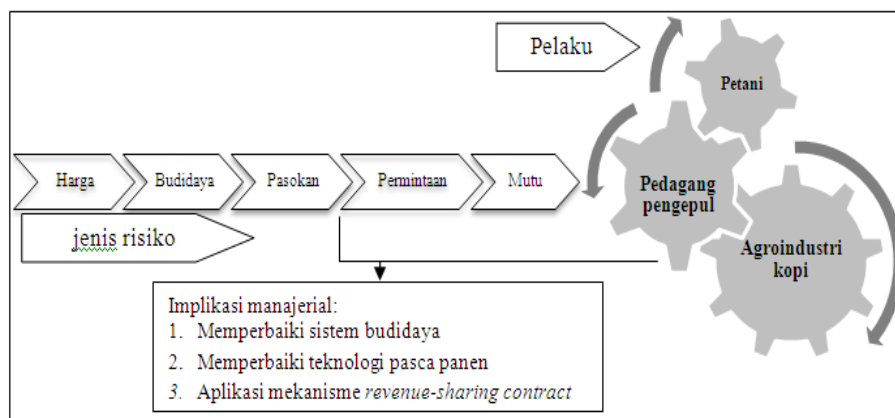 Pelaku
Petani
Harga
Budidaya
Pasokan
Permintaan
Mutu
Pedagang
pengepul
jenis risiko
Agroindustri
kopi
Implikasi manajerial:
1. Memperbaiki sistem budidaya
2. Memperbaiki teknologi pasca panen
3. Aplikasi mekanisme revenue-sharing contract